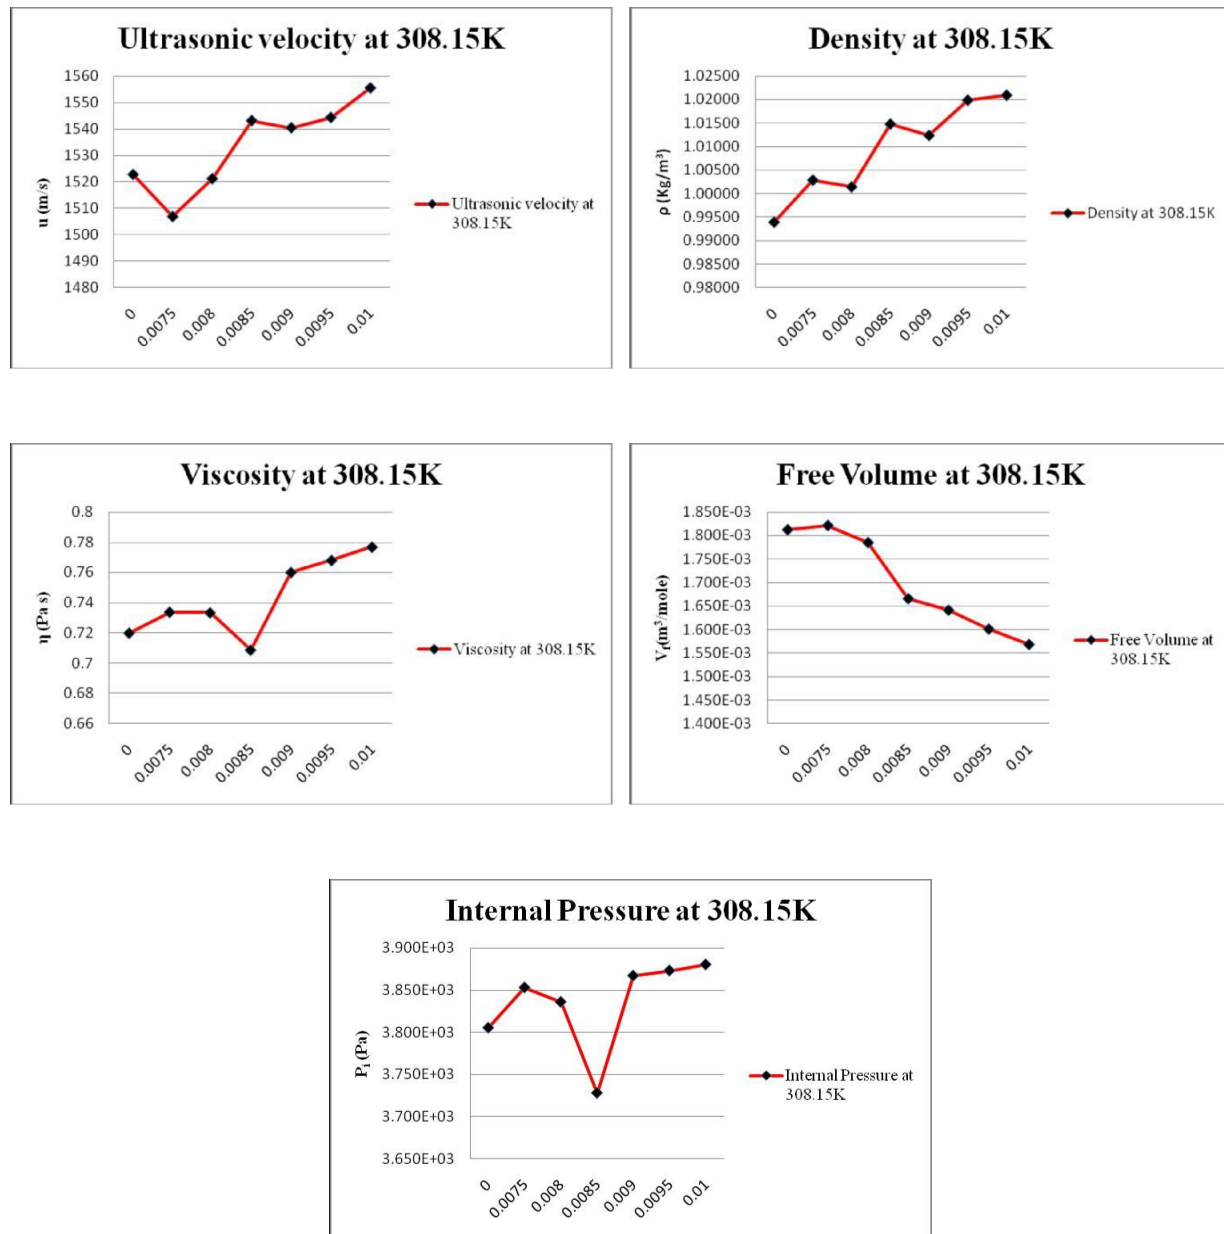 Ultrasonic velocity at 308.15K
1560
1550
1540
1530
1520
1510
1500
1490
1480
u (m/s)
0
0.0075
0.008
0.0085
0.009
0.0095
0.01
Ultrasonic velocity at
308.15K
Density at 308.15K
1.02500
1.02000
1.01500
1.01000
1.00500
1.00000
0.99500
0.99000
0.98500
0.98000
ρ (Kg/m³)
0
0.0075
0.008
0.0085
0.009
0.0095
0.01
Density at 308.15K
Viscosity at 308.15K
0.8
0.78
0.76
0.74
0.72
0.7
0.68
0.66
η (Pa s)
0
0.0075
0.008
0.0085
0.009
0.0095
0.01
Viscosity at 308.15K
Free Volume at 308.15K
1.850E-03
1.800E-03
1.750E-03
1.700E-03
1.650E-03
1.600E-03
1.550E-03
1.500E-03
1.450E-03
1.400E-03
Vf(m³/mole)
0
0.0075
0.008
0.0085
0.009
0.0095
0.01
Free Volume at
308.15K
Internal Pressure at 308.15K
3.900E+03
3.850E+03
3.800E+03
3.750E+03
3.700E+03
3.650E+03
Pi (Pa)
0
0.0075
0.008
0.0085
0.009
0.0095
0.01
Internal Pressure at
308.15K